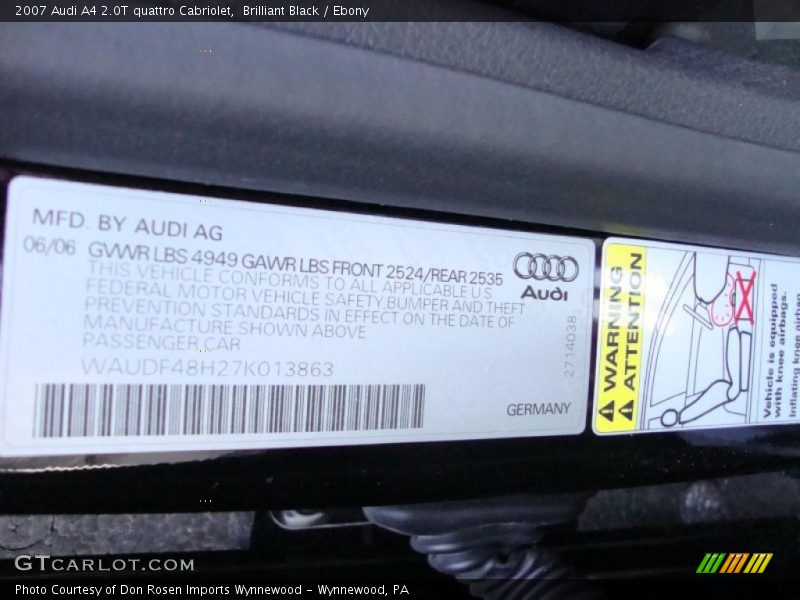 2007 Audi A4 2.0T quattro Cabriolet,  Brilliant Black / Ebony
MFD. BY AUDI AG
06/06 GVWR LBS 4949 GAWR LBS FRONT 2524/REAR 2535
THIS VEHICLE CONFORMS TO ALL APPLICABLE U.S.
FEDERAL MOTOR VEHICLE SAFETY BUMPER AND THEFT
PREVENTION STANDARDS IN EFFECT ON THE DATE OF
MANUFACTURE SHOWN ABOVE
PASSENGER CAR
WAUDF48H27K013863
Audi
2714038
GERMANY
WARNING
ATTENTION
Vehicle is equipped
with knee airbags.
Inflating knee
GTCARLOT.COM
Photo Courtesy of Don Rosen Imports Wynnewood - Wynnewood, PA